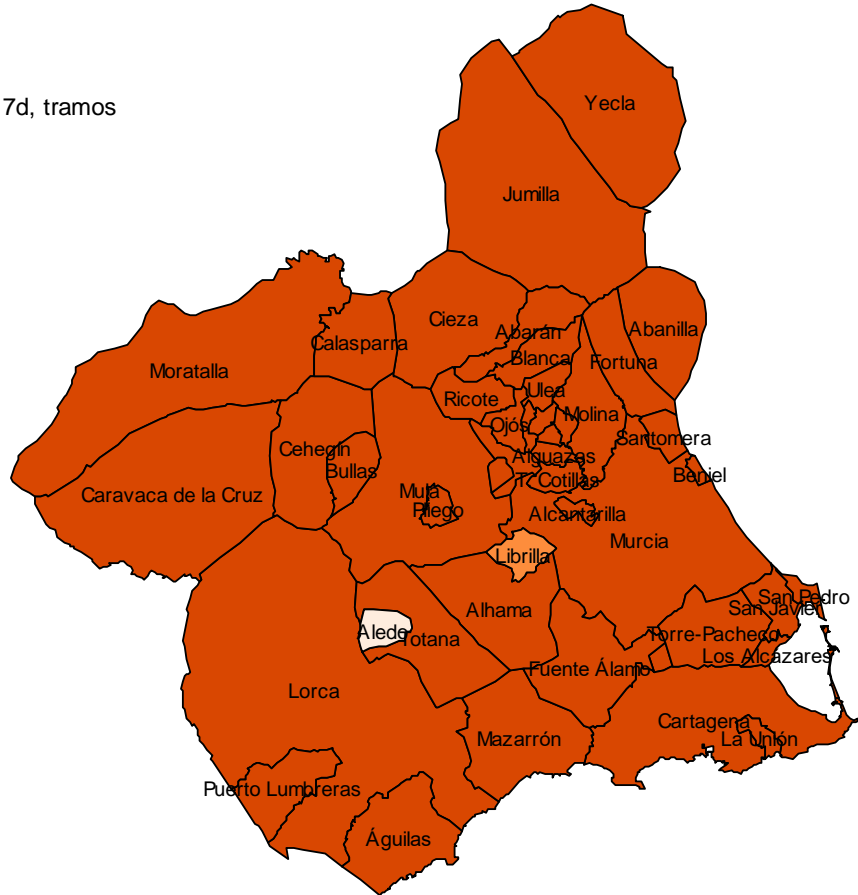 Yecla
7d, tramos
Jumilla
Cieza
Abarán
Abanilla
Calasparra
Blanca
Fortuna
Moratalla
Ricote
Ulea
Molina
Ojós
Santomera
Cehegín
Alguazas
Bullas
Beniel
T. Cotillas
Caravaca de la Cruz
Mula
Pliego
Alcantarilla
Murcia
Librilla
San Pedro
Alhama
San Javier
Alede
Totana
Torre-Pacheco
Los Alcázares
Fuente Álamo
Lorca
Cartagena
Mazarrón
La Unión
Puerto Lumbreras
Águilas